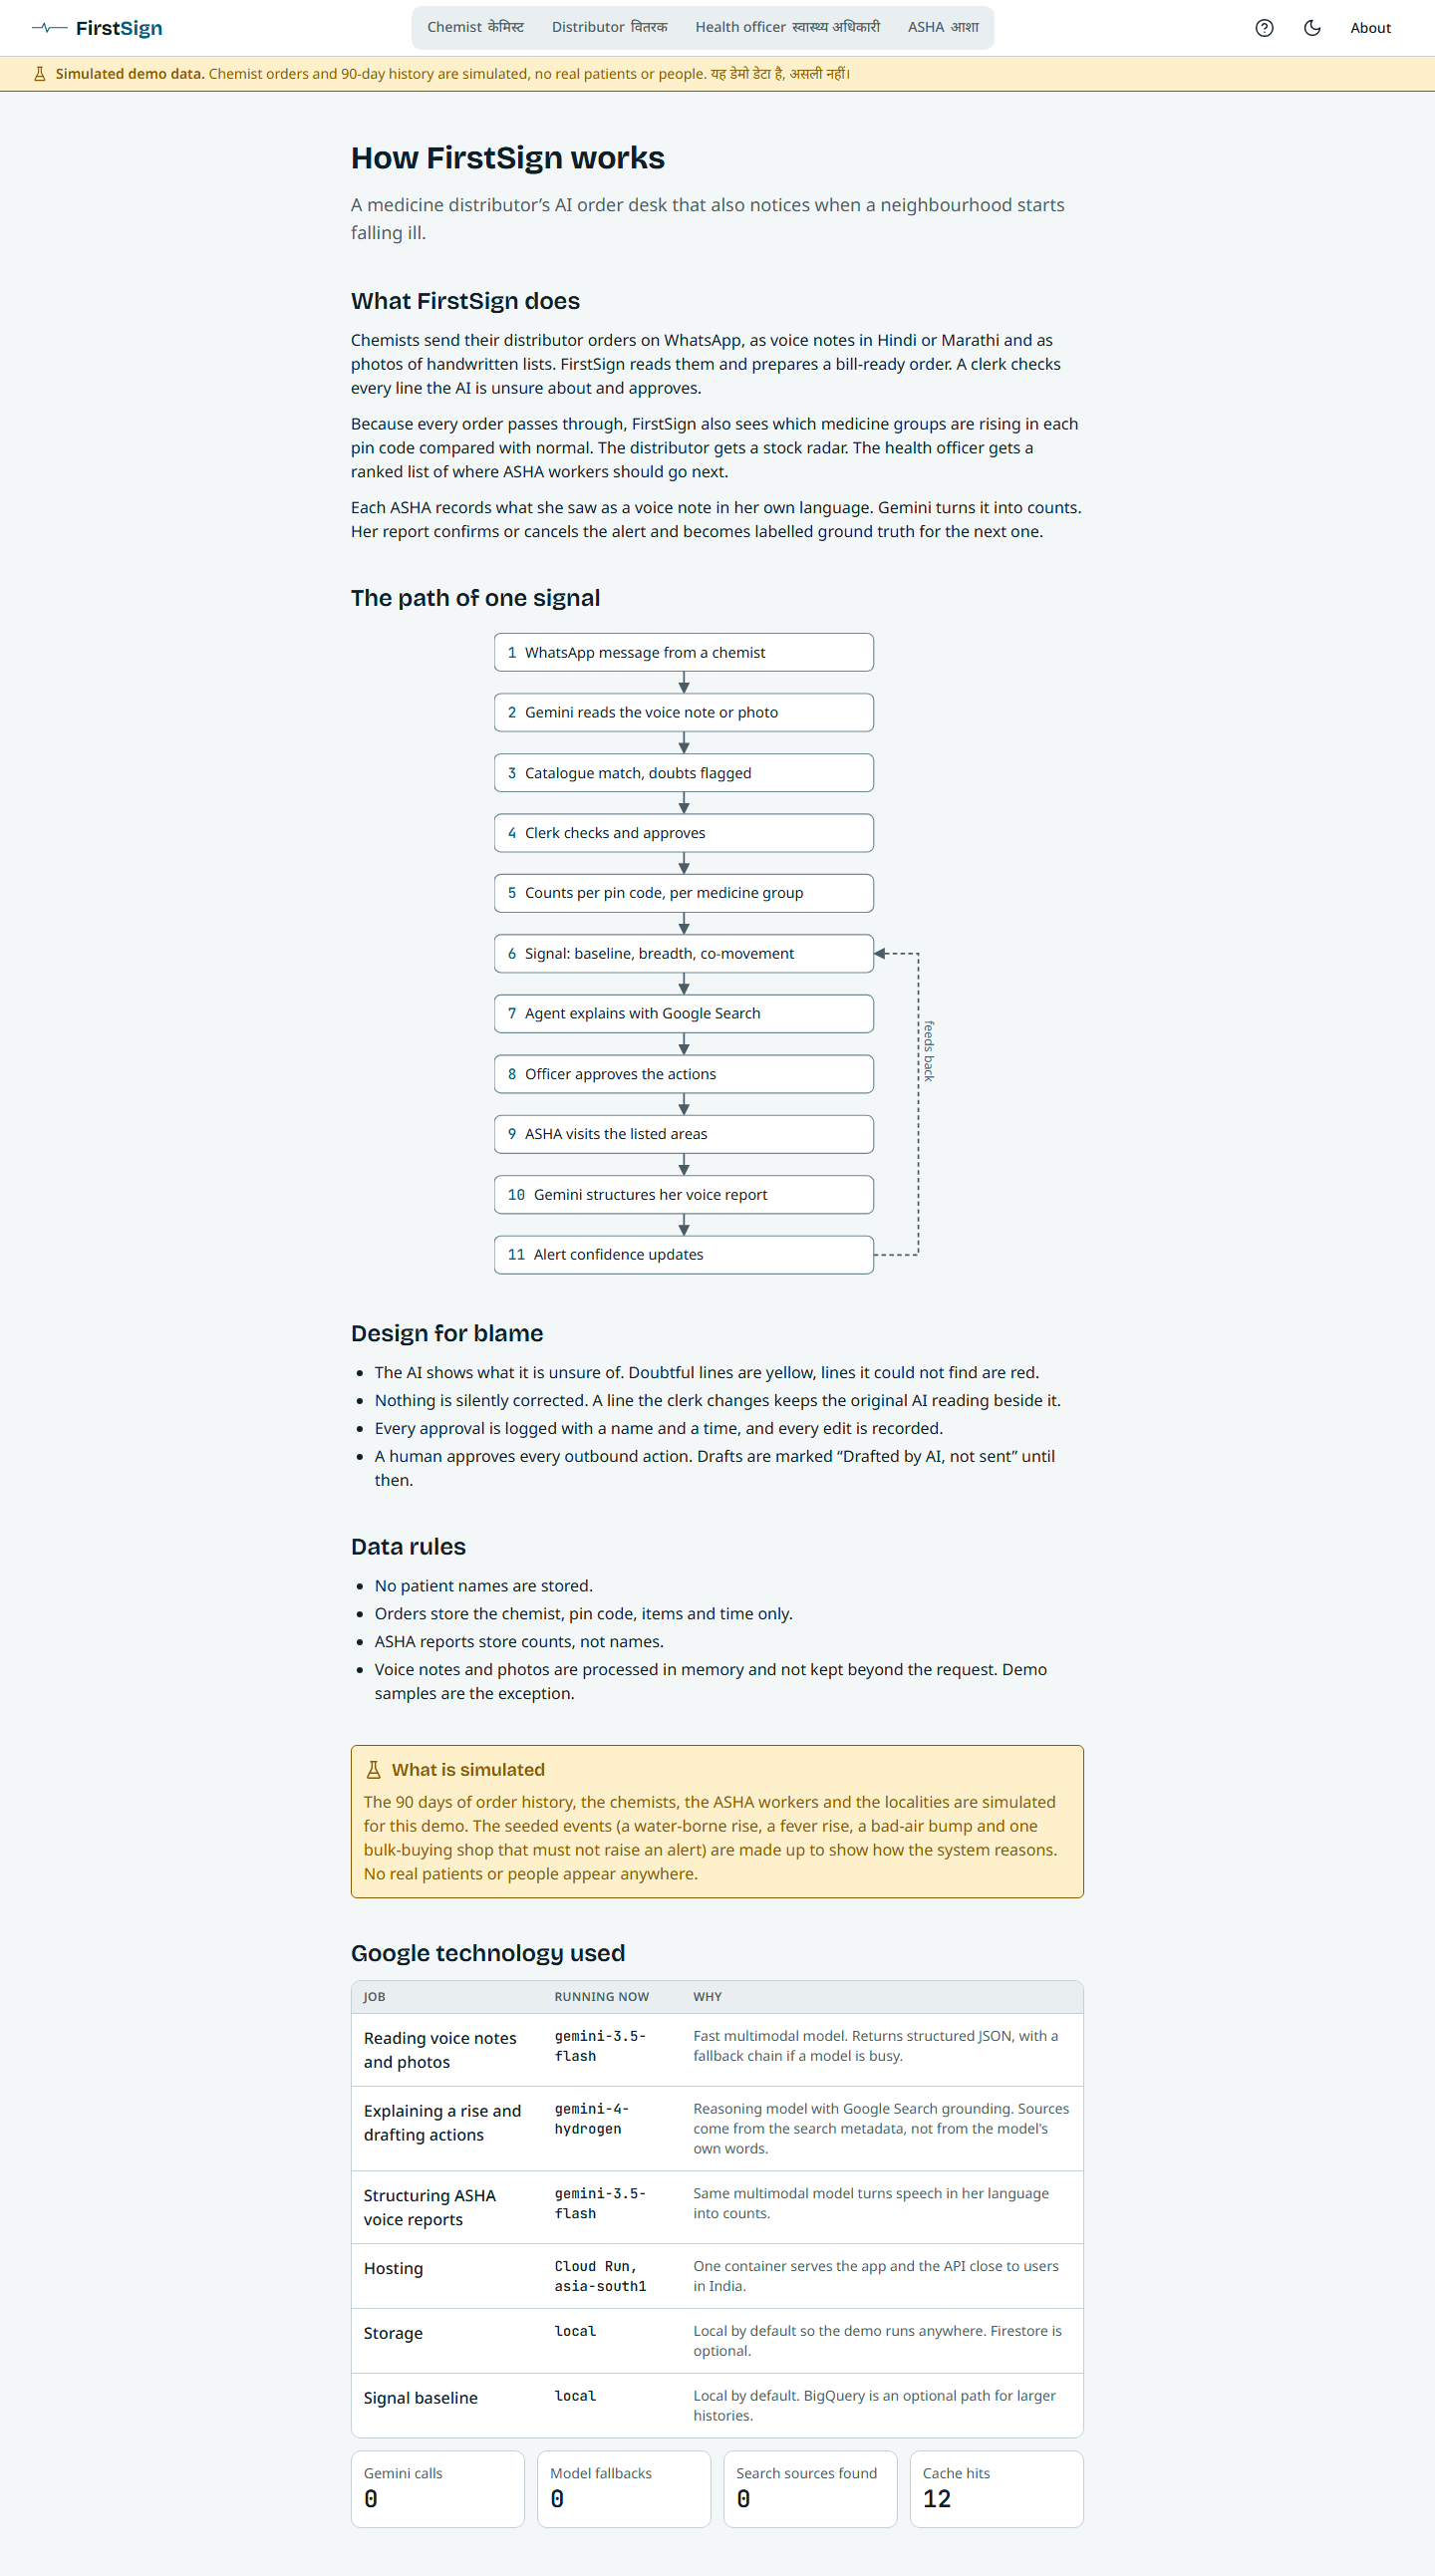 FirstSign
Chemist केमिस्ट
Distributor वितरक
Health officer स्वास्थ्य अधिकारी
ASHA आशा
About
Simulated demo data. Chemist orders and 90-day history are simulated, no real patients or people. यह डेमो डेटा है, असली नहीं।
How FirstSign works
A medicine distributor’s AI order desk that also notices when a neighbourhood starts
falling ill.
What FirstSign does
Chemists send their distributor orders on WhatsApp, as voice notes in Hindi or Marathi and as
photos of handwritten lists. FirstSign reads them and prepares a bill-ready order. A clerk checks
every line the AI is unsure about and approves.
Because every order passes through, FirstSign also sees which medicine groups are rising in each
pin code compared with normal. The distributor gets a stock radar. The health officer gets a
ranked list of where ASHA workers should go next.
Each ASHA records what she saw as a voice note in her own language. Gemini turns it into counts.
Her report confirms or cancels the alert and becomes labelled ground truth for the next one.
The path of one signal
1 WhatsApp message from a chemist
2 Gemini reads the voice note or photo
3 Catalogue match, doubts flagged
4 Clerk checks and approves
5 Counts per pin code, per medicine group
6 Signal: baseline, breadth, co-movement
7 Agent explains with Google Search
8 Officer approves the actions
9 ASHA visits the listed areas
10 Gemini structures her voice report
11 Alert confidence updates
feeds back
Design for blame
• The AI shows what it is unsure of. Doubtful lines are yellow, lines it could not find are red.
• Nothing is silently corrected. A line the clerk changes keeps the original AI reading beside it.
• Every approval is logged with a name and a time, and every edit is recorded.
• A human approves every outbound action. Drafts are marked “Drafted by AI, not sent” until
then.
Data rules
• No patient names are stored.
• Orders store the chemist, pin code, items and time only.
• ASHA reports store counts, not names.
• Voice notes and photos are processed in memory and not kept beyond the request. Demo
samples are the exception.
What is simulated
The 90 days of order history, the chemists, the ASHA workers and the localities are simulated
for this demo. The seeded events (a water-borne rise, a fever rise, a bad-air bump and one
bulk-buying shop that must not raise an alert) are made up to show how the system reasons.
No real patients or people appear anywhere.
Google technology used
JOB RUNNING NOW WHY
Reading voice notes
and photos
gemini-3.5-
flash
Fast multimodal model. Returns structured JSON, with a
fallback chain if a model is busy.
Explaining a rise and
drafting actions
gemini-4-
hydrogen
Reasoning model with Google Search grounding. Sources
come from the search metadata, not from the model's
own words.
Structuring ASHA
voice reports
gemini-3.5-
flash
Same multimodal model turns speech in her language
into counts.
Hosting
Cloud Run,
asia-south1
One container serves the app and the API close to users
in India.
Storage
local
Local by default so the demo runs anywhere. Firestore is
optional.
Signal baseline
local
Local by default. BigQuery is an optional path for larger
histories.
Gemini calls
0
Model fallbacks
0
Search sources found
0
Cache hits
12